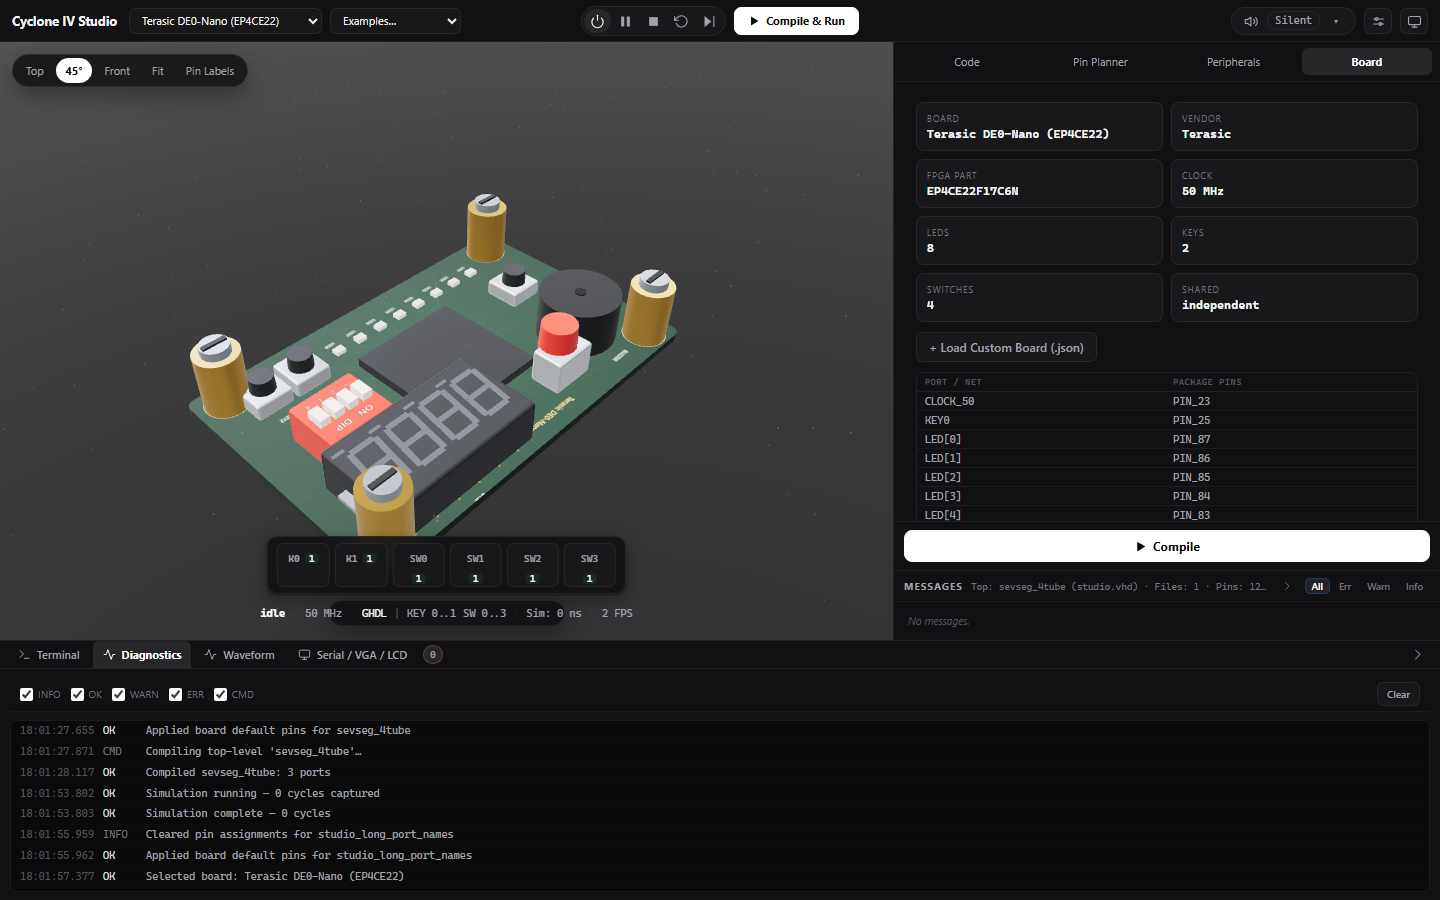 Cyclone IV Studio
Terasic DE0-Nano (EP4CE22)
Examples...
Compile & Run
Silent
Top
45°
Front
Fit
Pin Labels
Code
Pin Planner
Peripherals
Board
BOARD
Terasic DE0-Nano (EP4CE22)
VENDOR
Terasic
FPGA PART
EP4CE22F17C6N
CLOCK
50 MHz
LEDS
8
KEYS
2
SWITCHES
4
SHARED
independent
+ Load Custom Board (.json)
PORT / NET PACKAGE PINS
CLOCK_50 PIN_23
KEY0 PIN_25
LED[0] PIN_87
LED[1] PIN_86
LED[2] PIN_85
LED[3] PIN_84
LED[4] PIN_83
ON
DIP
K0 1
K1 1
SW0
1
SW1
1
SW2
1
SW3
1
idle · 50 MHz · GHDL | KEY 0..1 SW 0..3 · Sim: 0 ns · 2 FPS
Compile
MESSAGES Top: sevseg_4tube (studio.vhd) · Files: 1 · Pins: 12…
All
Err
Warn
Info
No messages.
Terminal
Diagnostics
Waveform
Serial / VGA / LCD
0
INFO
OK
WARN
ERR
CMD
Clear
18:01:27.655 OK Applied board default pins for sevseg_4tube
18:01:27.871 CMD Compiling top-level 'sevseg_4tube'…
18:01:28.117 OK Compiled sevseg_4tube: 3 ports
18:01:53.802 OK Simulation running — 0 cycles captured
18:01:53.803 OK Simulation complete — 0 cycles
18:01:55.959 INFO Cleared pin assignments for studio_long_port_names
18:01:55.962 OK Applied board default pins for studio_long_port_names
18:01:57.377 OK Selected board: Terasic DE0-Nano (EP4CE22)